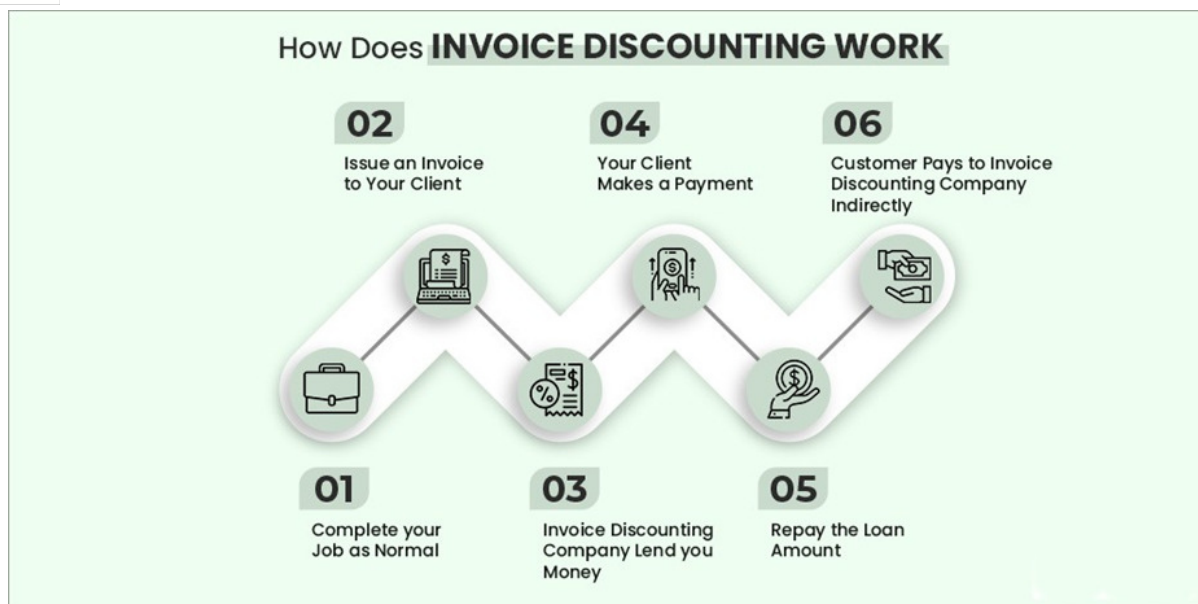 How Does INVOICE DISCOUNTING WORK
02
Issue an Invoice
to Your Client
04
Your Client
Makes a Payment
06
Customer Pays to Invoice
Discounting Company
Indirectly
$
$
%
$
$
01
Complete your
Job as Normal
03
Invoice Discounting
Company Lend you
Money
05
Repay the Loan
Amount